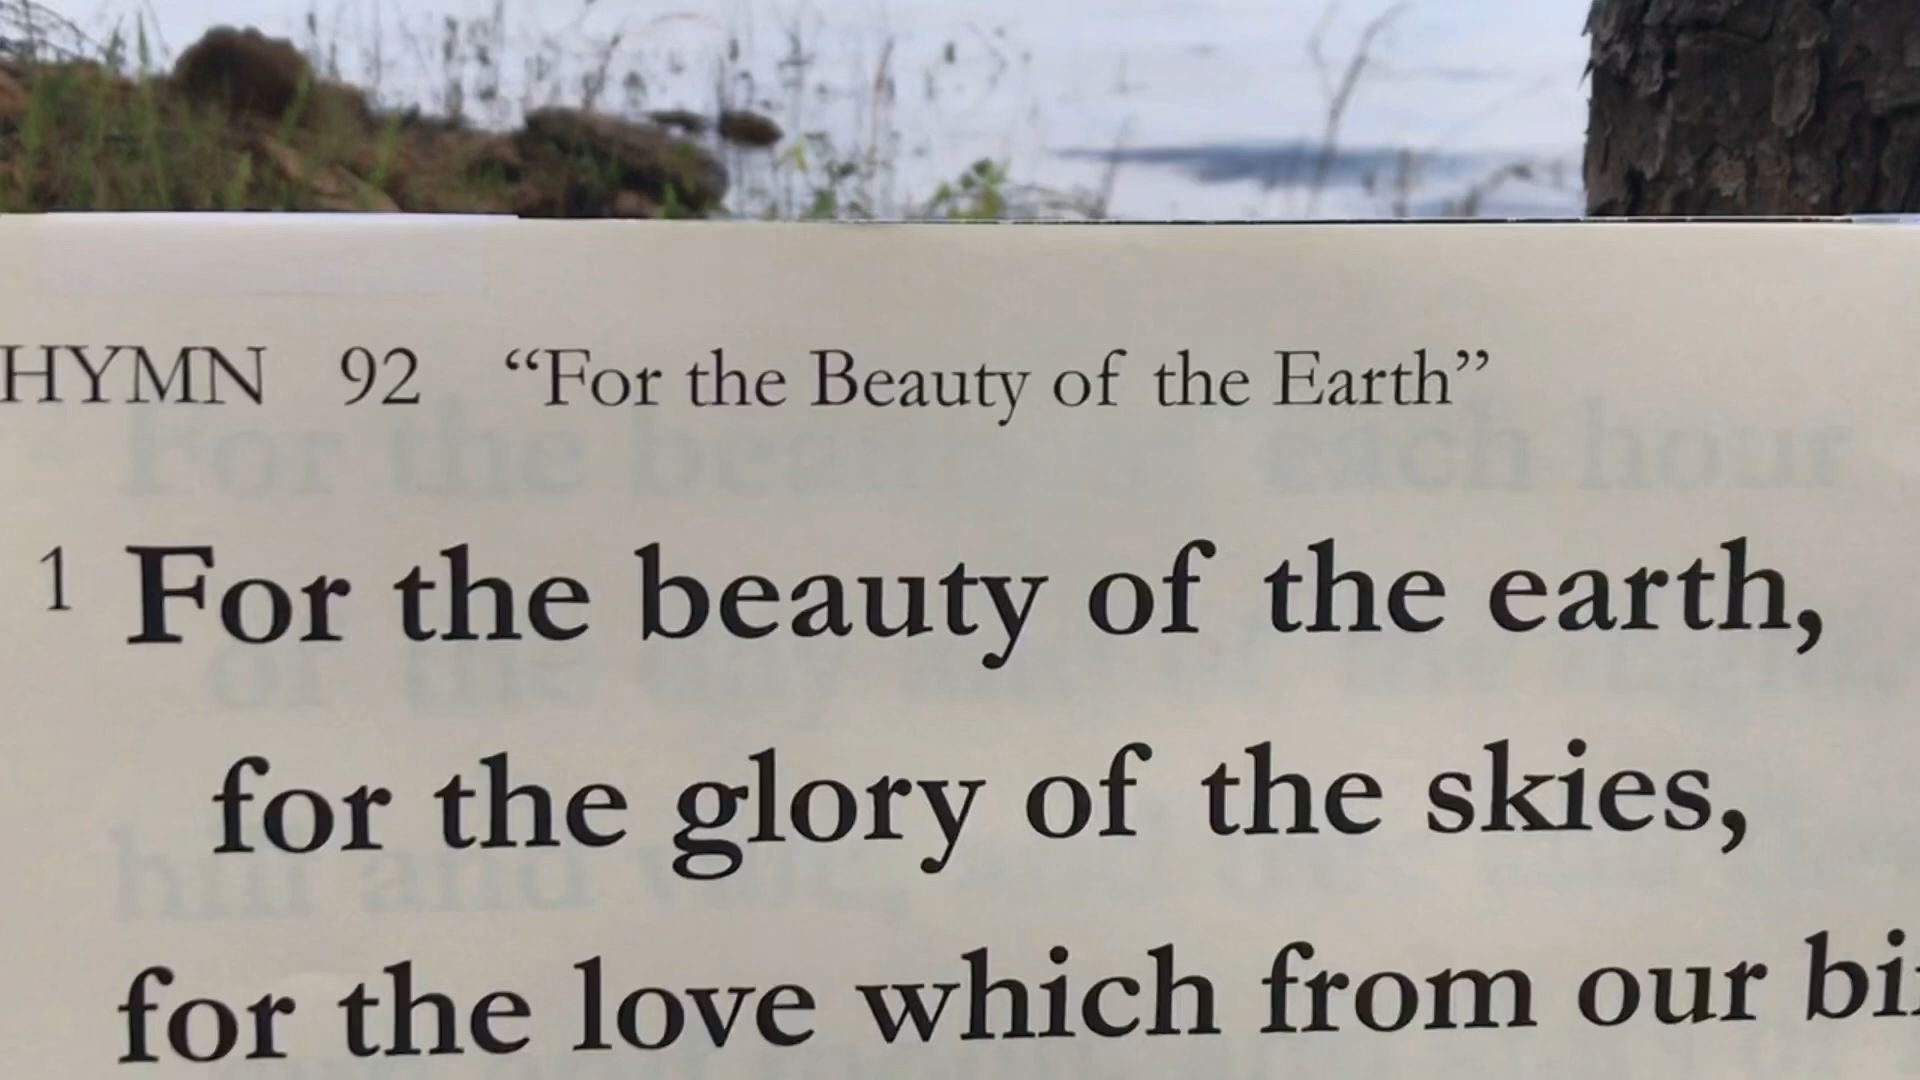 HYMN 92 “For the Beauty of the Earth”
1 For the beauty of the earth,
for the glory of the skies,
for the love which from our